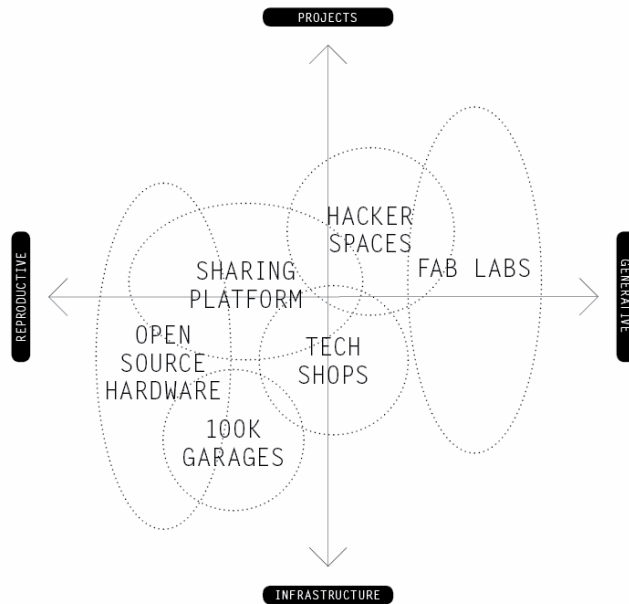 PROJECTS
HACKER
SPACES
FAB LABS
SHARING
PLATFORM
REPRODUCTIVE
GENERATIVE
OPEN
SOURCE
HARDWARE
TECH
SHOPS
100K
GARAGES
INFRASTRUCTURE